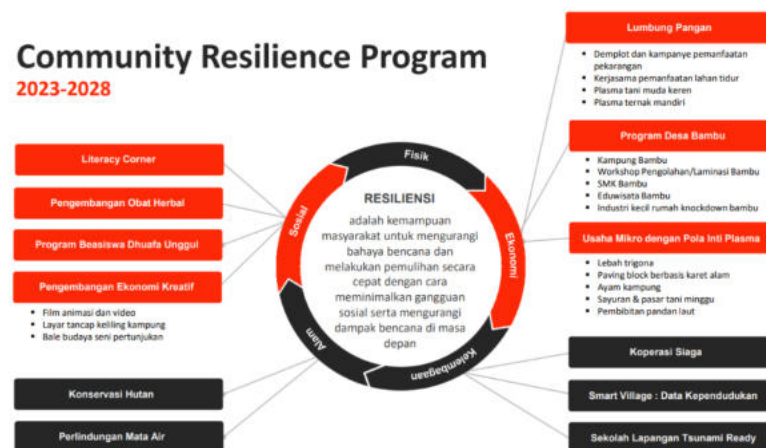 Community Resilience Program
2023-2028
Literacy Corner
Pengembangan Obat Herbal
Program Beasiswa Dhuafa Unggul
Pengembangan Ekonomi Kreatif
▪ Film animasi dan video
▪ Layar tancap keliling kampung
▪ Bale budaya seni pertunjukan
Konservasi Hutan
Perlindungan Mata Air
Fisik
Sosial
Ekonomi
Alam
Kelembagaan
RESILIENSI
adalah kemampuan
masyarakat untuk mengurangi
bahaya bencana dan
melakukan pemulihan secara
cepat dengan cara
meminimalkan gangguan
sosial serta mengurangi
dampak bencana di masa
depan
Lumbung Pangan
▪ Demplot dan kampanye pemanfaatan
pekarangan
▪ Kerjasama pemanfaatan lahan tidur
▪ Plasma tani muda keren
▪ Plasma ternak mandiri
Program Desa Bambu
▪ Kampung Bambu
▪ Workshop Pengolahan/Laminasi Bambu
▪ SMK Bambu
▪ Eduwisata Bambu
▪ Industri kecil rumah knockdown bambu
Usaha Mikro dengan Pola Inti Plasma
▪ Lebah trigona
▪ Paving block berbasis karet alam
▪ Ayam kampung
▪ Sayuran & pasar tani minggu
▪ Pembibitan pandan laut
Koperasi Siaga
Smart Village : Data Kependudukan
Sekolah Lapangan Tsunami Ready